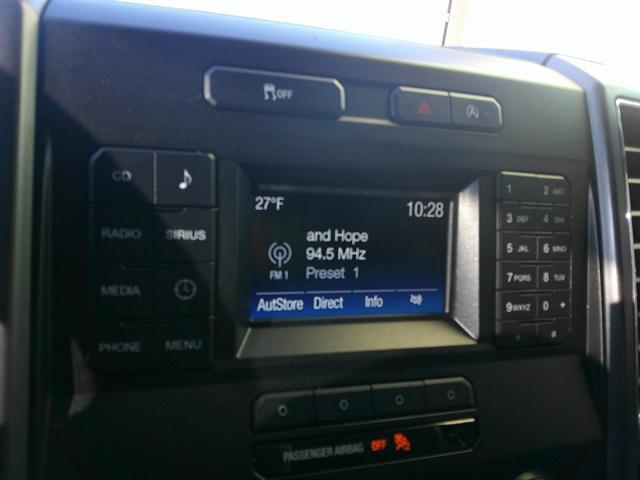 OFF
CD
RADIO
SIRIUS
MEDIA
PHONE
MENU
27°F
10:28
and Hope
94.5 MHz
FM 1
Preset 1
AutStore Direct Info
1 2 ABC
3 DEF 4 GHI
5 JKL 6 MNO
7 PQRS 8 TUV
9 WXYZ 0 +
* #
PASSENGER AIRBAG OFF